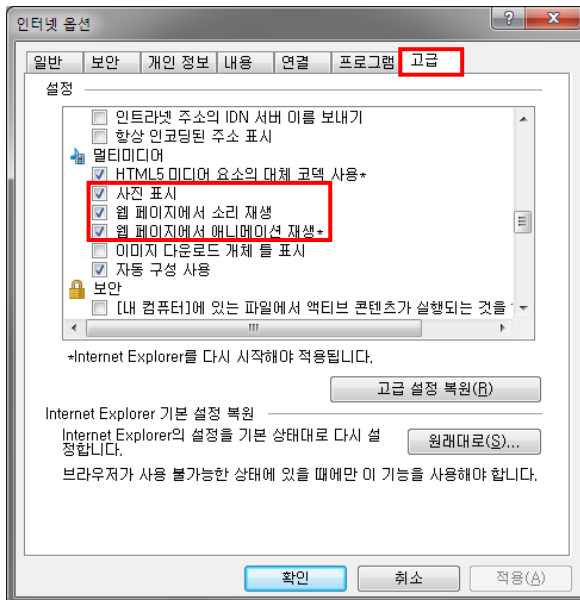 인터넷 옵션
일반 보안 개인 정보 내용 연결 프로그램 고급
설정
인트라넷 주소의 IDN 서버 이름 보내기
항상 인코딩된 주소 표시
멀티미디어
HTML5 미디어 요소의 대체 코덱 사용*
사진 표시
웹 페이지에서 소리 재생
웹 페이지에서 애니메이션 재생*
이미지 다운로드 개체 틀 표시
자동 구성 사용
보안
[내 컴퓨터]에 있는 파일에서 액티브 콘텐츠가 실행되는 것을
*Internet Explorer를 다시 시작해야 적용됩니다.
고급 설정 복원(R)
Internet Explorer 기본 설정 복원
Internet Explorer의 설정을 기본 상태대로 다시 설
정합니다.
원래대로(S)...
브라우저가 사용 불가능한 상태에 있을 때에만 이 기능을 사용해야 합니다.
확인 취소 적용(A)